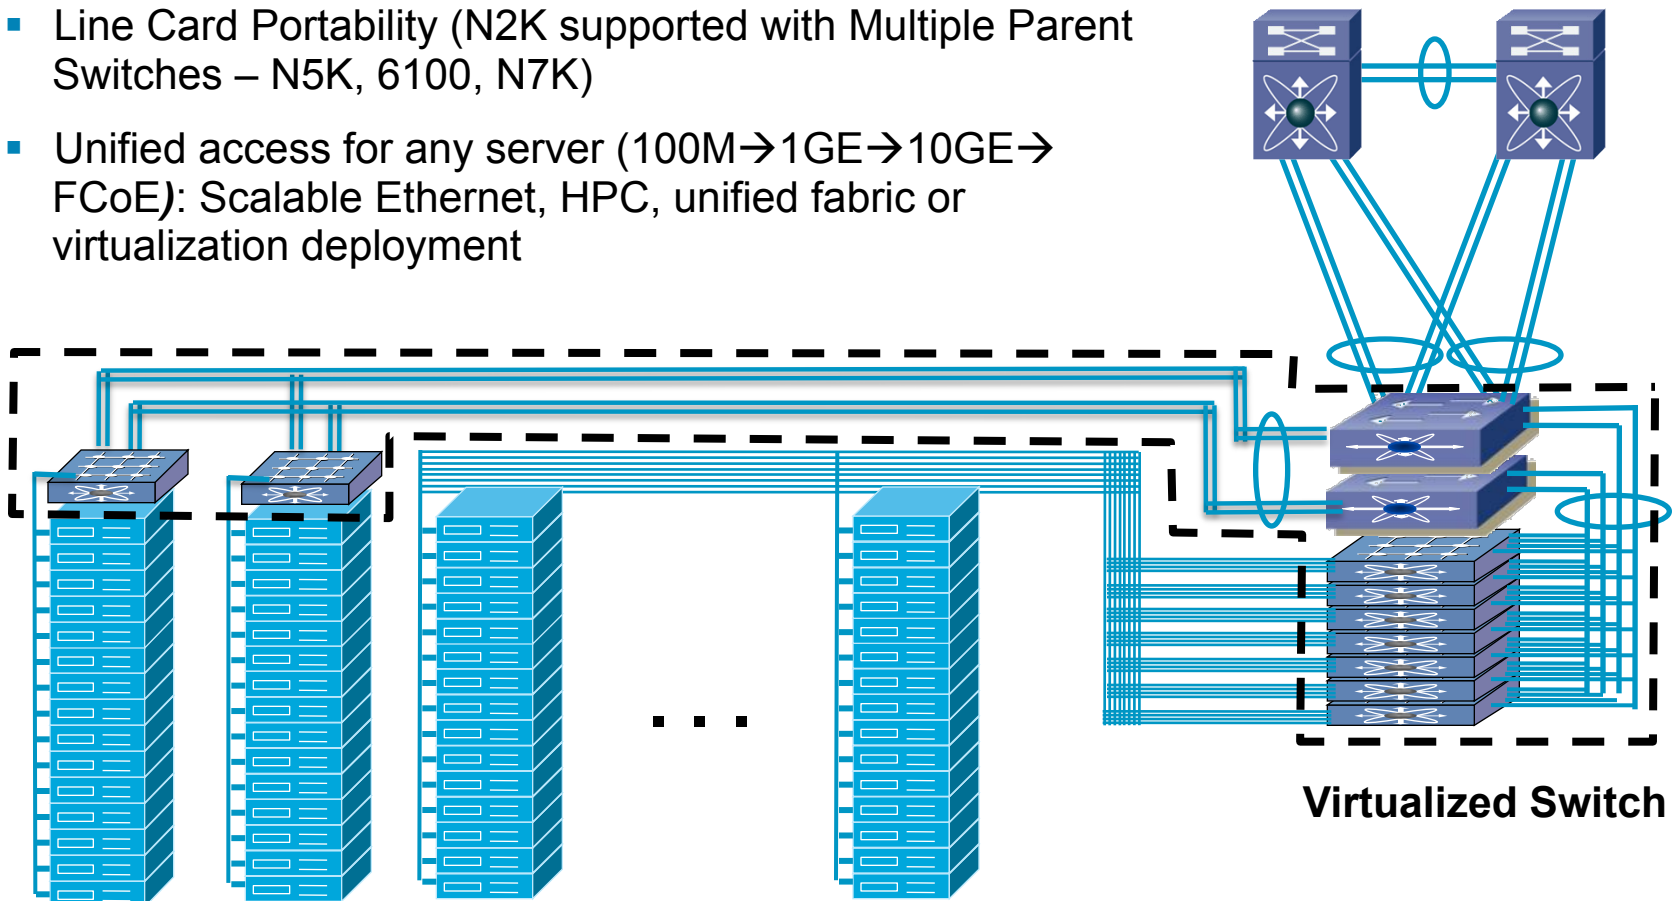 ▪ Line Card Portability (N2K supported with Multiple Parent
Switches – N5K, 6100, N7K)
▪ Unified access for any server (100M→1GE→10GE→
FCoE): Scalable Ethernet, HPC, unified fabric or
virtualization deployment
. . .
Virtualized Switch